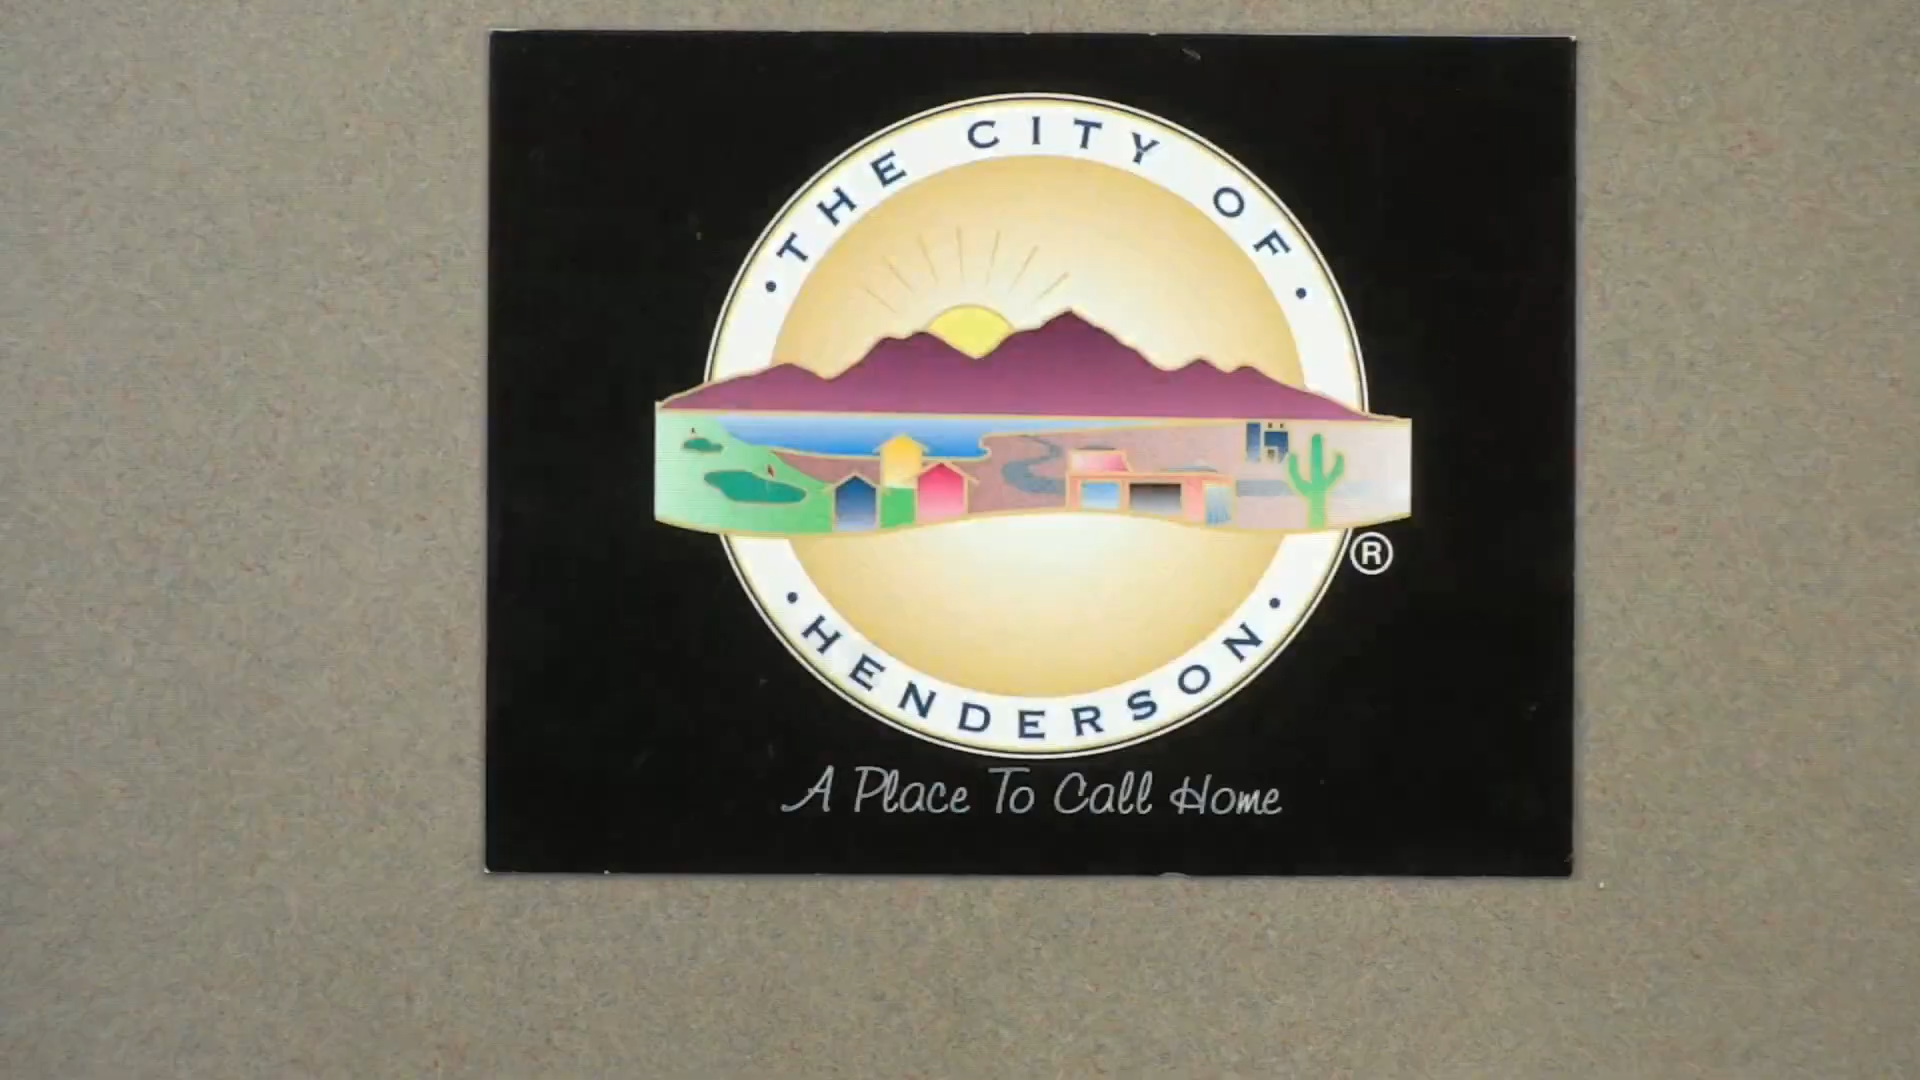 • THE CITY OF •
• HENDERSON •
®
A Place To Call Home